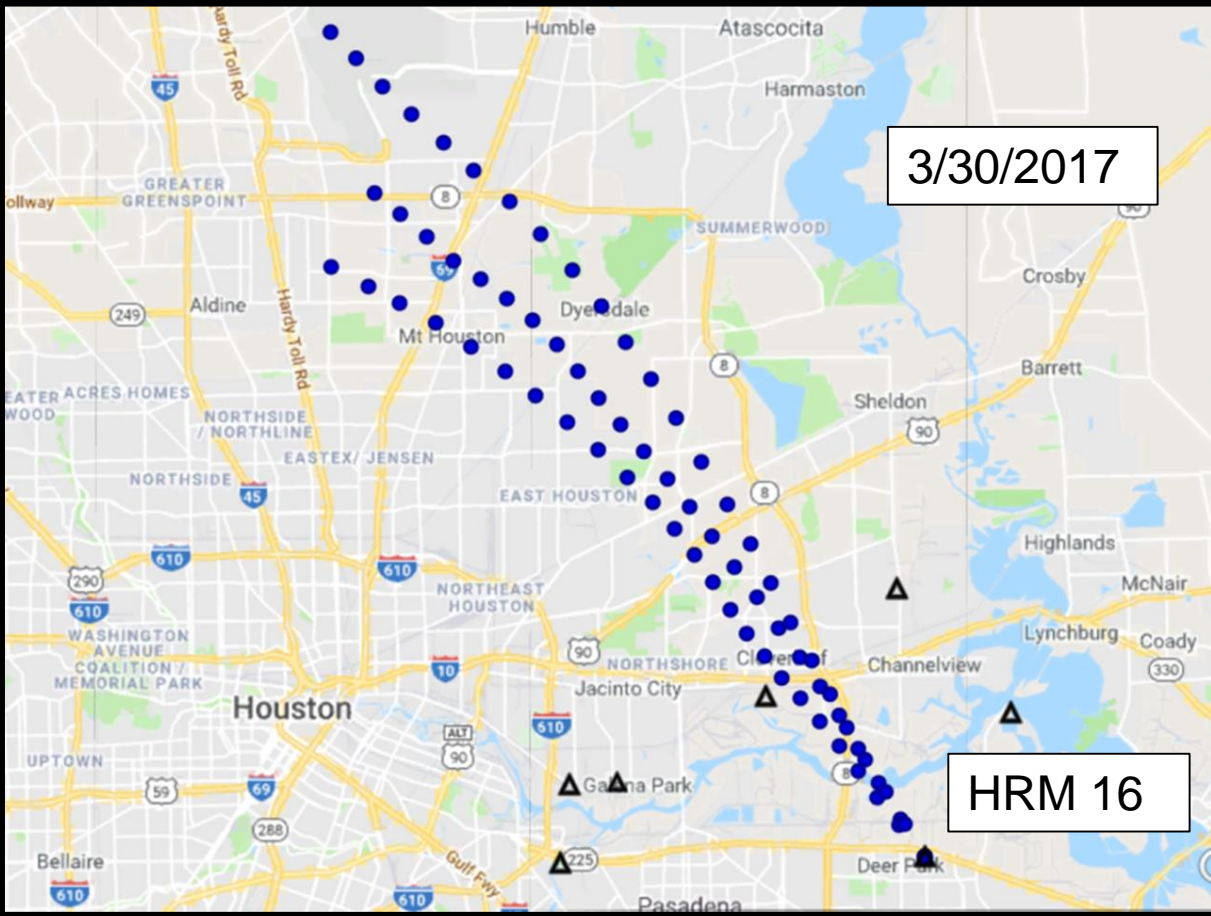 Humble
Atascocita
Hardy Toll Rd
45
Harmaston
3/30/2017
GREATER
GREENSPOINT
8
ollway
90
SUMMERWOOD
69
Crosby
249
Aldine
Dyersdale
Hardy Toll Rd
Mt Houston
8
Barrett
EATER
WOOD
ACRES HOMES
Sheldon
NORTHSIDE
/ NORTHLINE
90
EASTEX/ JENSEN
NORTHSIDE
45
EAST HOUSTON
8
Highlands
610
290
610
NORTHEAST
HOUSTON
McNair
610
WASHINGTON
AVENUE
COALITION /
MEMORIAL PARK
90
NORTHSHORE
Lynchburg
Coady
330
10
Channelview
Jacinto City
Houston
610
ALT
90
UPTOWN
59
69
Park
8
HRM 16
288
Bellaire
Gulf Fwy
225
Deer Park
610
610
Pasadena